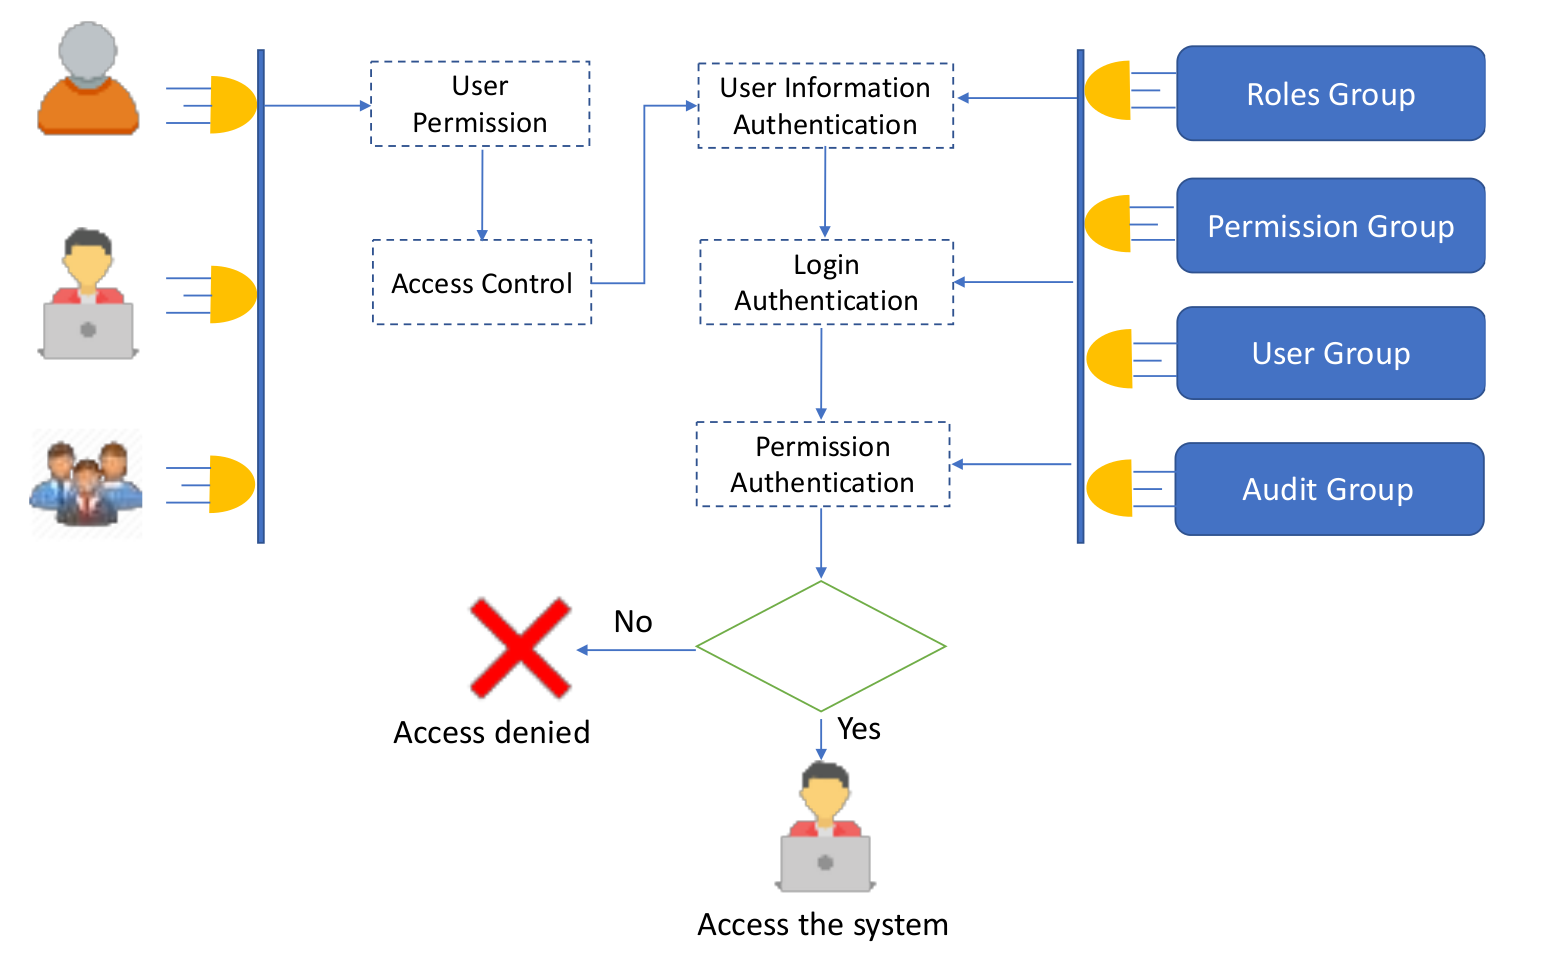 User
Permission
User Information
Authentication
Roles Group
Access Control
Login
Authentication
Permission Group
User Group
Permission
Authentication
Audit Group
No
Access denied
Yes
Access the system